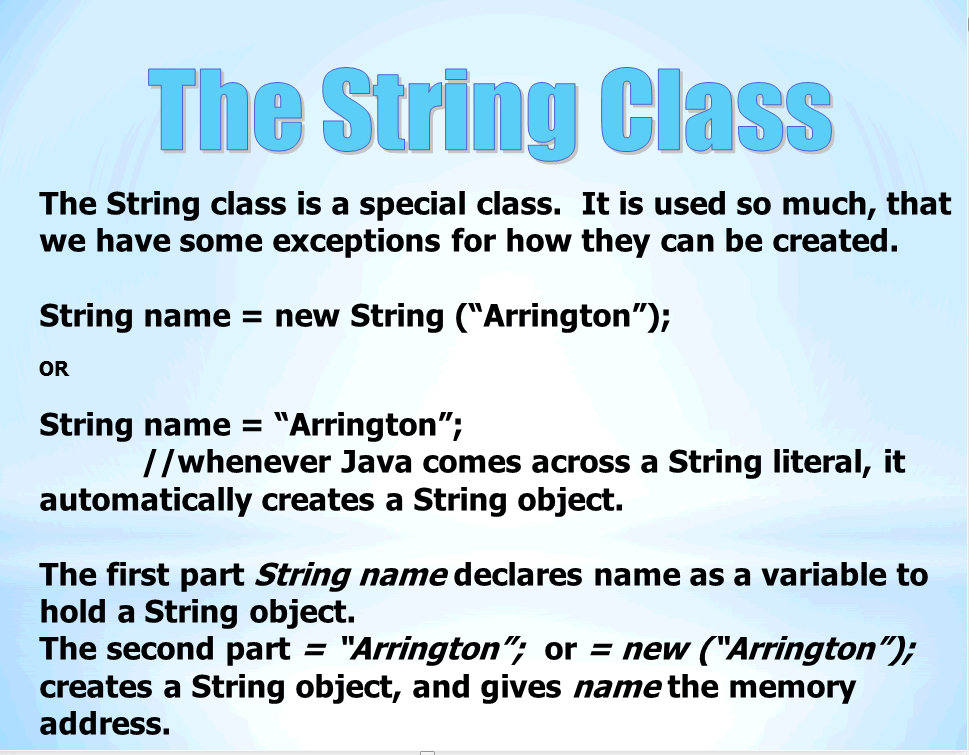 The String Class
The String class is a special class.  It is used so much, that
we have some exceptions for how they can be created.
String name = new String (“Arrington”);
OR
String name = “Arrington”;
//whenever Java comes across a String literal, it
automatically creates a String object.
The first part String name declares name as a variable to
hold a String object.
The second part = “Arrington”;  or = new (“Arrington”);
creates a String object, and gives name the memory
address.